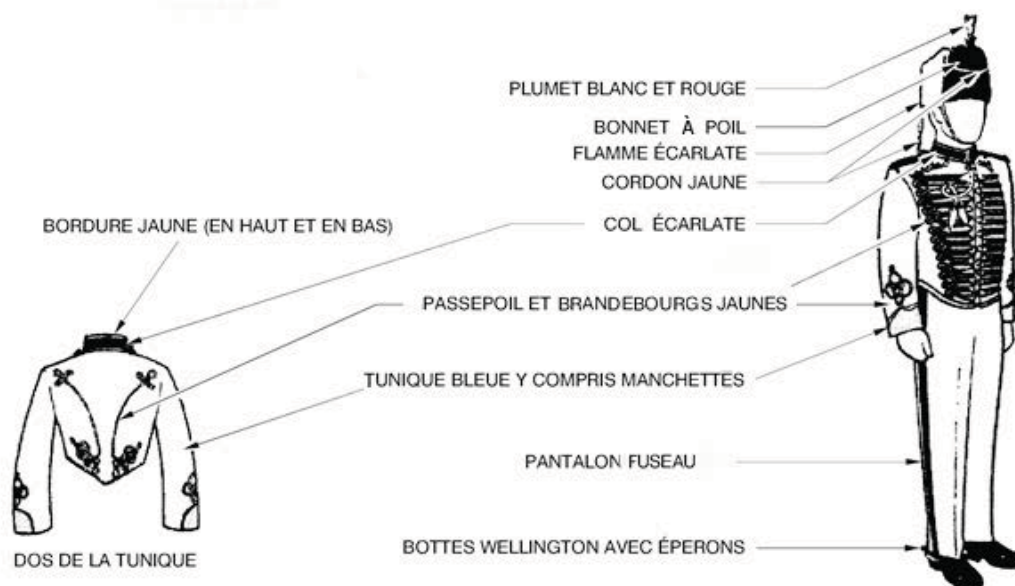 PLUMET BLANC ET ROUGE
BONNET À POIL
FLAMME ÉCARLATE
CORDON JAUNE
COL ÉCARLATE
BORDURE JAUNE (EN HAUT ET EN BAS)
PASSEPOIL ET BRANDEBOURGS JAUNES
TUNIQUE BLEUE Y COMPRIS MANCHETTES
PANTALON FUSEAU
BOTTES WELLINGTON AVEC ÉPERONS
DOS DE LA TUNIQUE